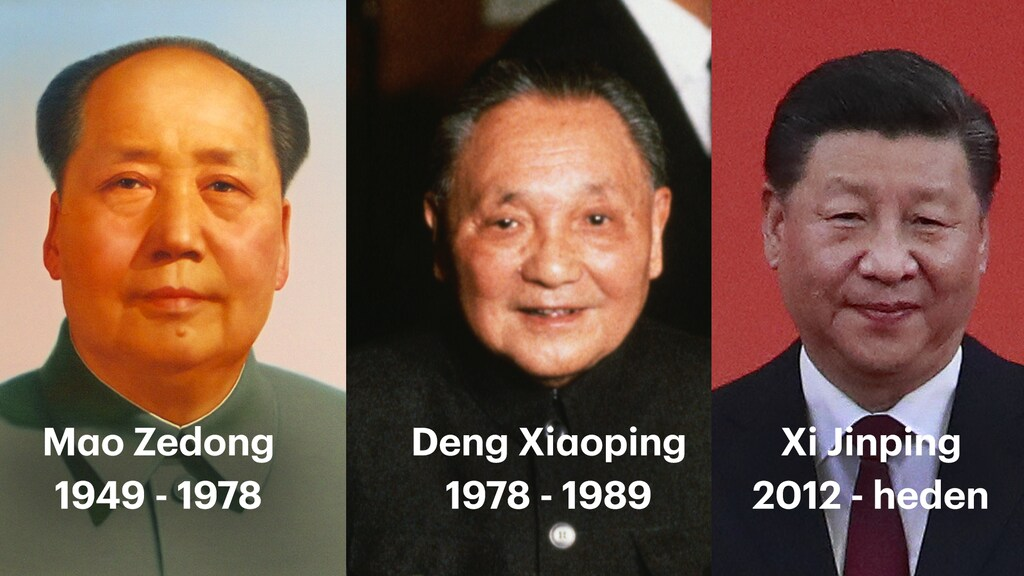 Mao Zedong
1949 - 1978
Deng Xiaoping
1978 - 1989
Xi Jinping
2012 - heden